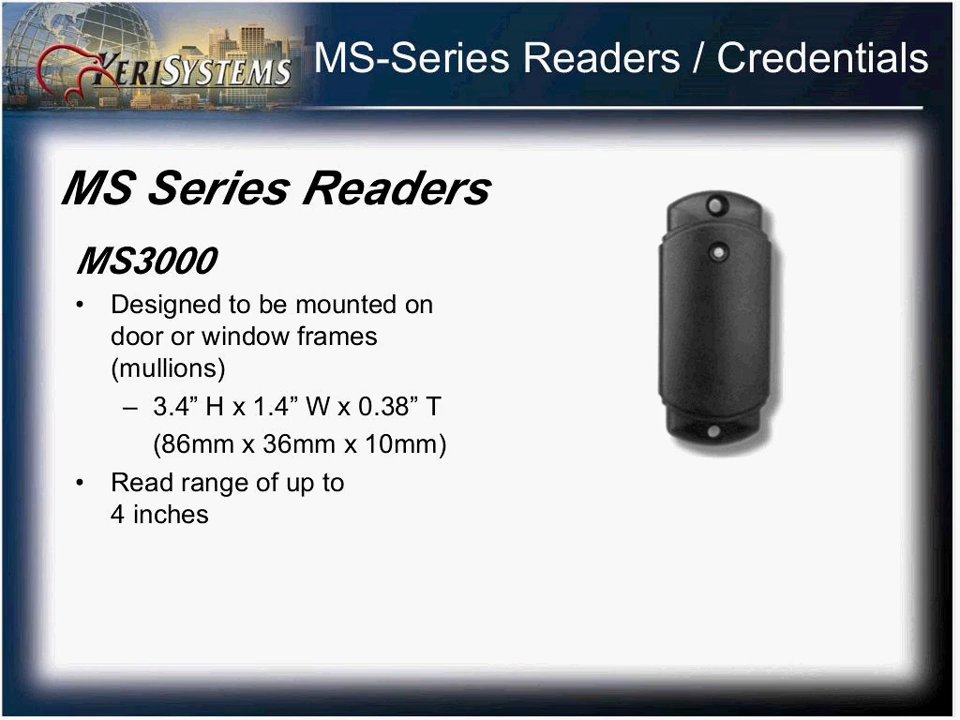 KERISYSTEMS
MS-Series Readers / Credentials
MS Series Readers
MS3000
• Designed to be mounted on
door or window frames
(mullions)
– 3.4” H x 1.4” W x 0.38” T
(86mm x 36mm x 10mm)
• Read range of up to
4 inches